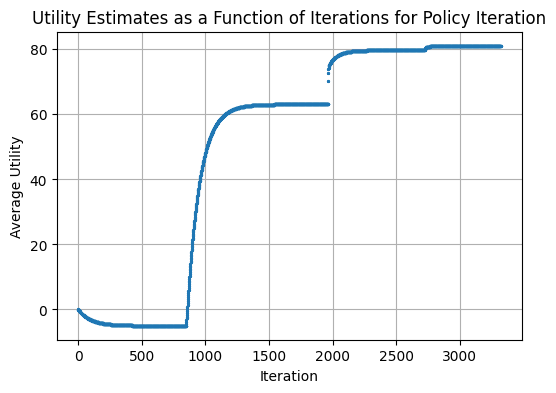 Utility Estimates as a Function of Iterations for Policy Iteration
80
60
40
20
0
Average Utility
0 500 1000 1500 2000 2500 3000
Iteration